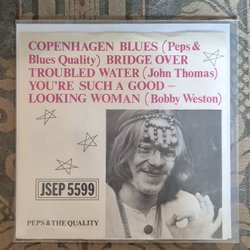 COPENHAGEN BLUES (Peps &
Blues Quality) BRIDGE OVER
TROUBLED WATER (John Thomas)
YOU'RE SUCH A GOOD-
LOOKING WOMAN (Bobby Weston)
JSEP 5599
PEPS & THE QUALITY